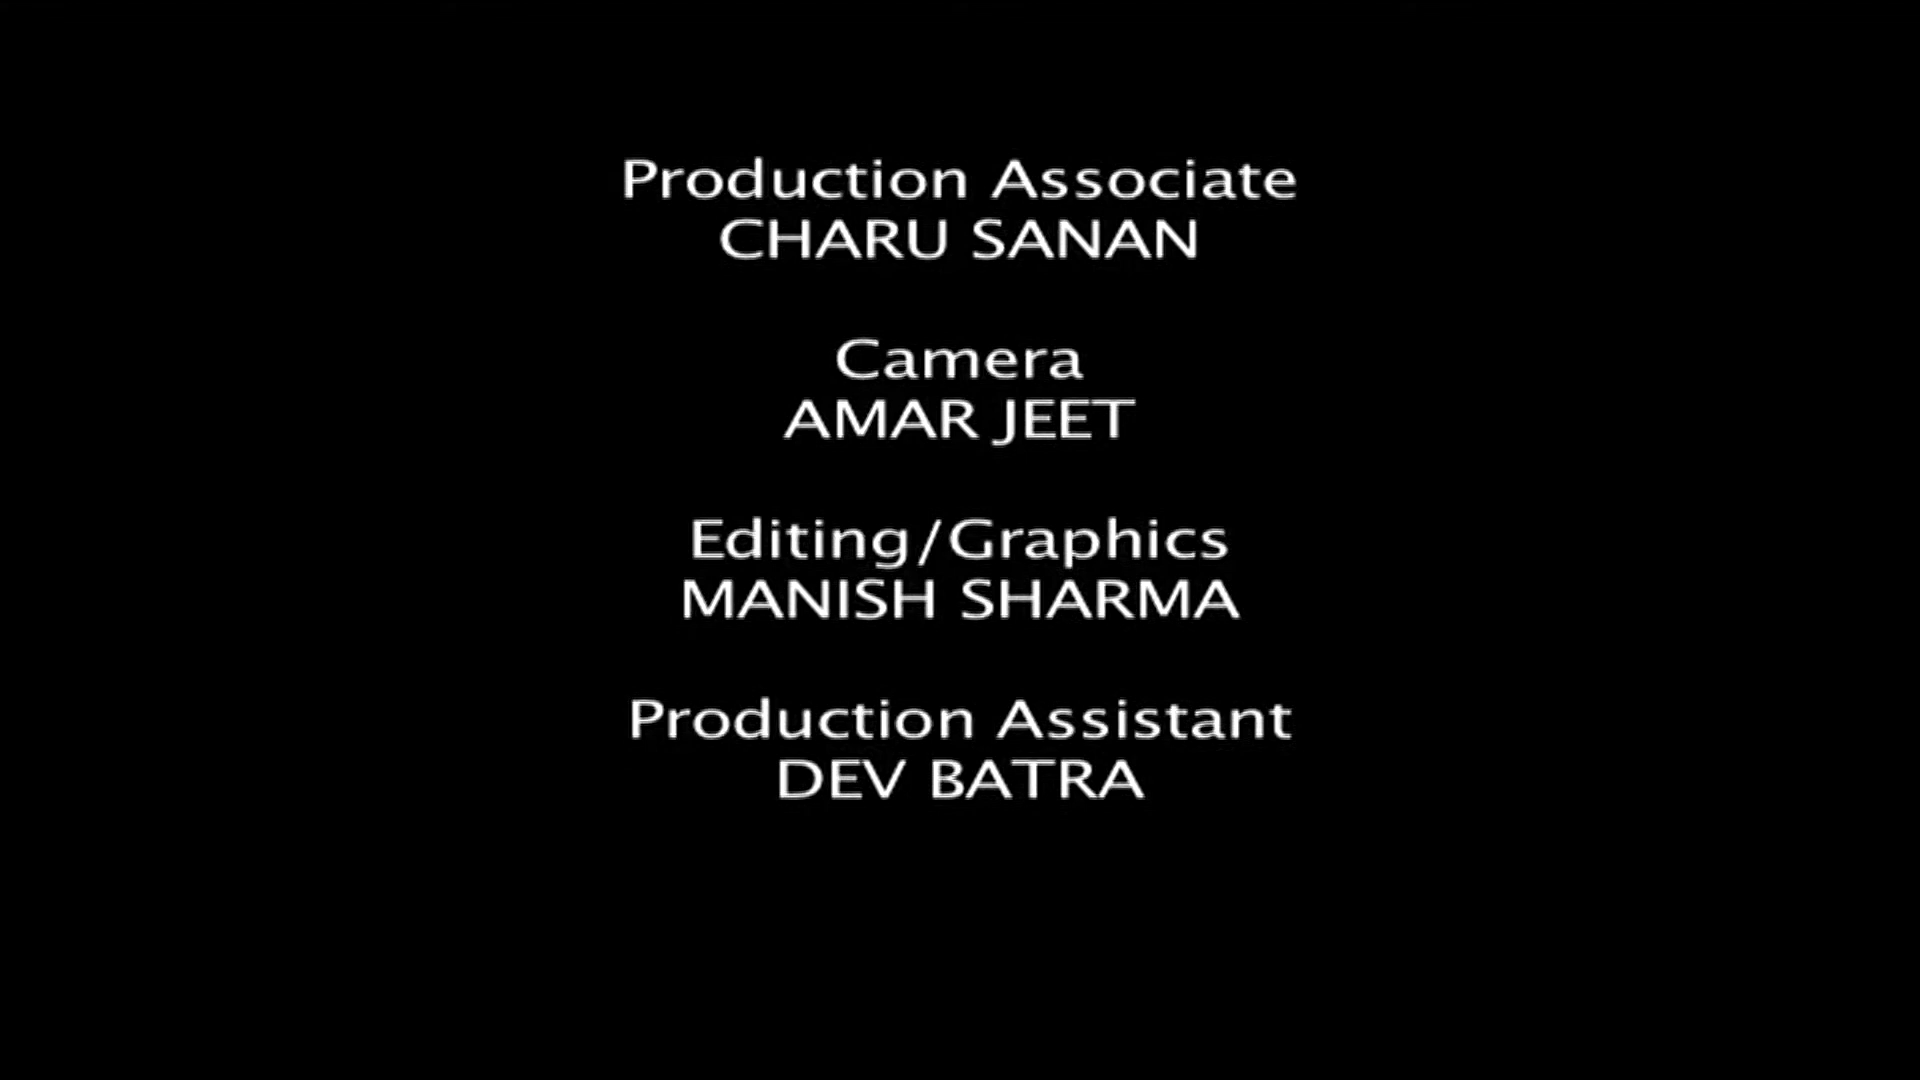 Production Associate
CHARU SANAN
Camera
AMAR JEET
Editing/Graphics
MANISH SHARMA
Production Assistant
DEV BATRA